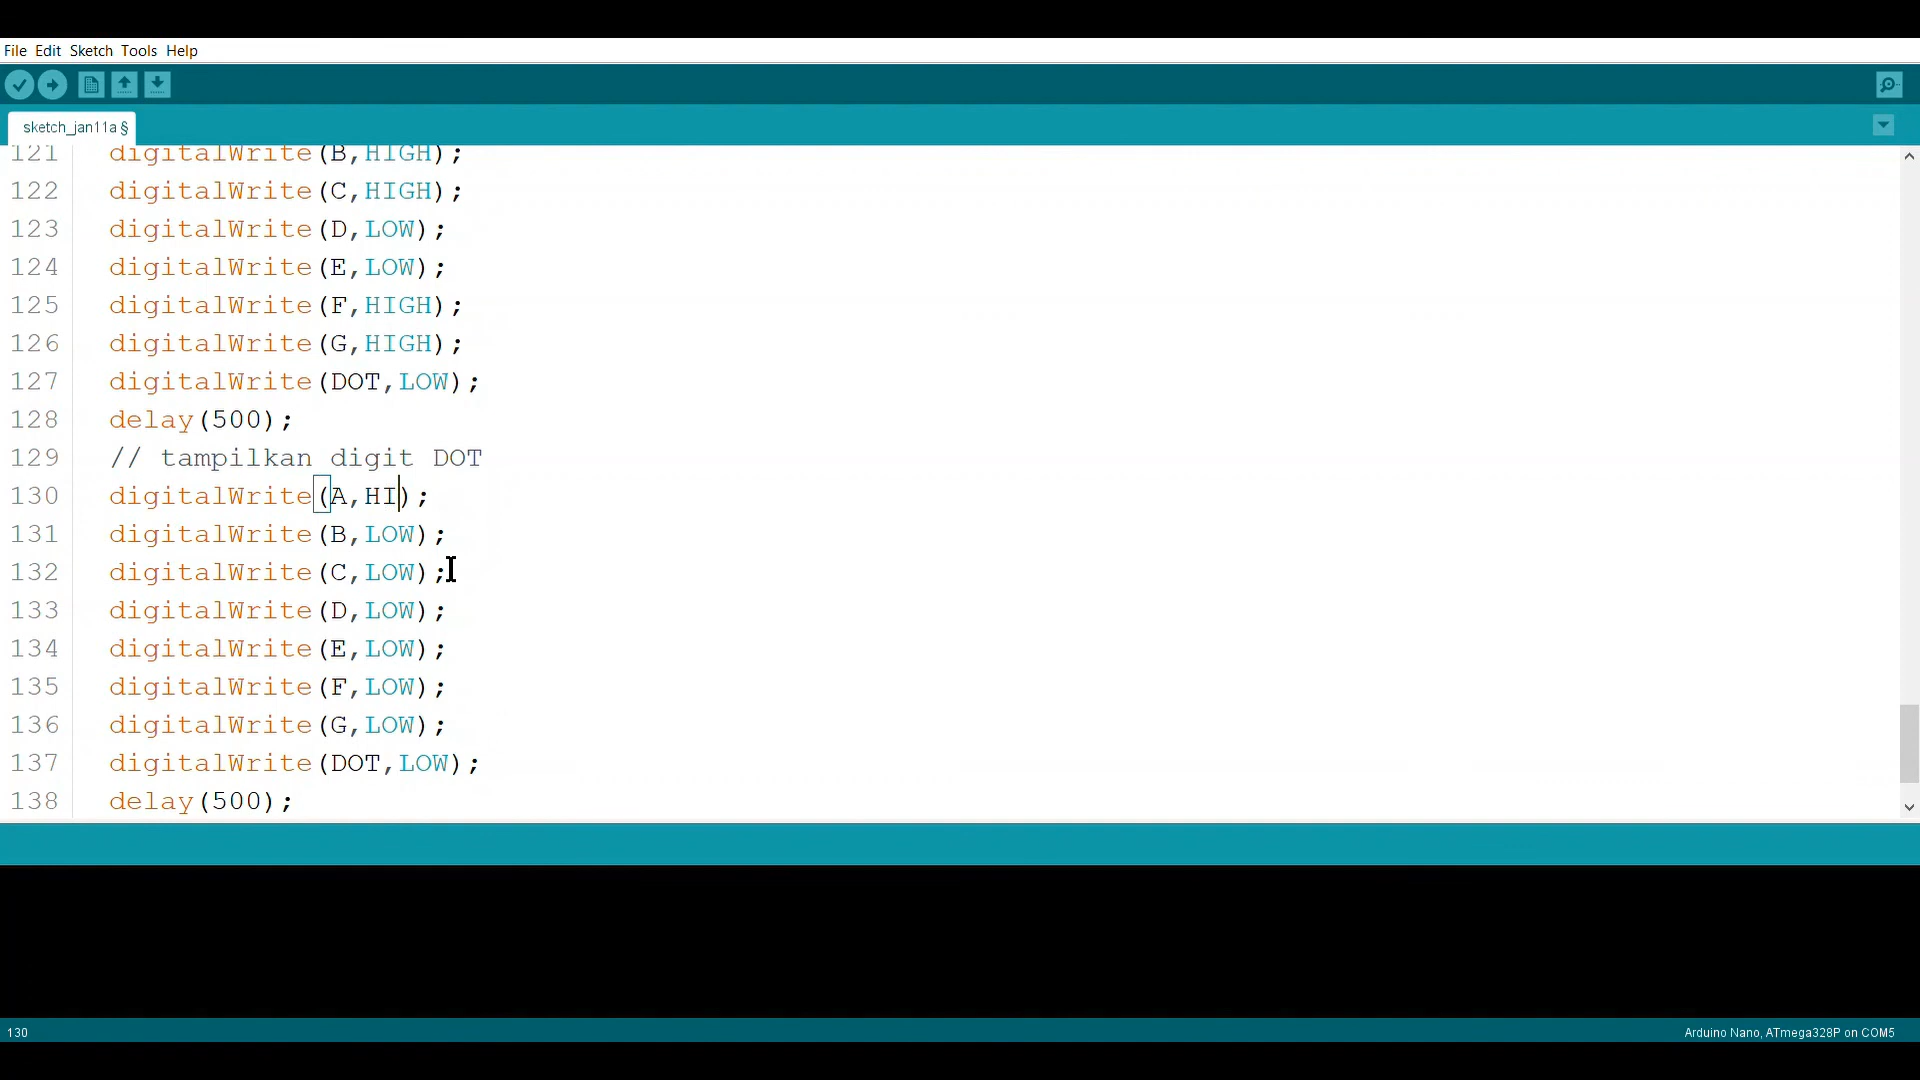 File Edit Sketch Tools Help
sketch_jan11a §
121 digitalWrite(B,HIGH);
122 digitalWrite(C,HIGH);
123 digitalWrite(D,LOW);
124 digitalWrite(E,LOW);
125 digitalWrite(F,HIGH);
126 digitalWrite(G,HIGH);
127 digitalWrite(DOT,LOW);
128 delay(500);
129 // tampilkan digit DOT
130 digitalWrite(A,HI);
131 digitalWrite(B,LOW);
132 digitalWrite(C,LOW);
133 digitalWrite(D,LOW);
134 digitalWrite(E,LOW);
135 digitalWrite(F,LOW);
136 digitalWrite(G,LOW);
137 digitalWrite(DOT,LOW);
138 delay(500);
130
Arduino Nano, ATmega328P on COM5